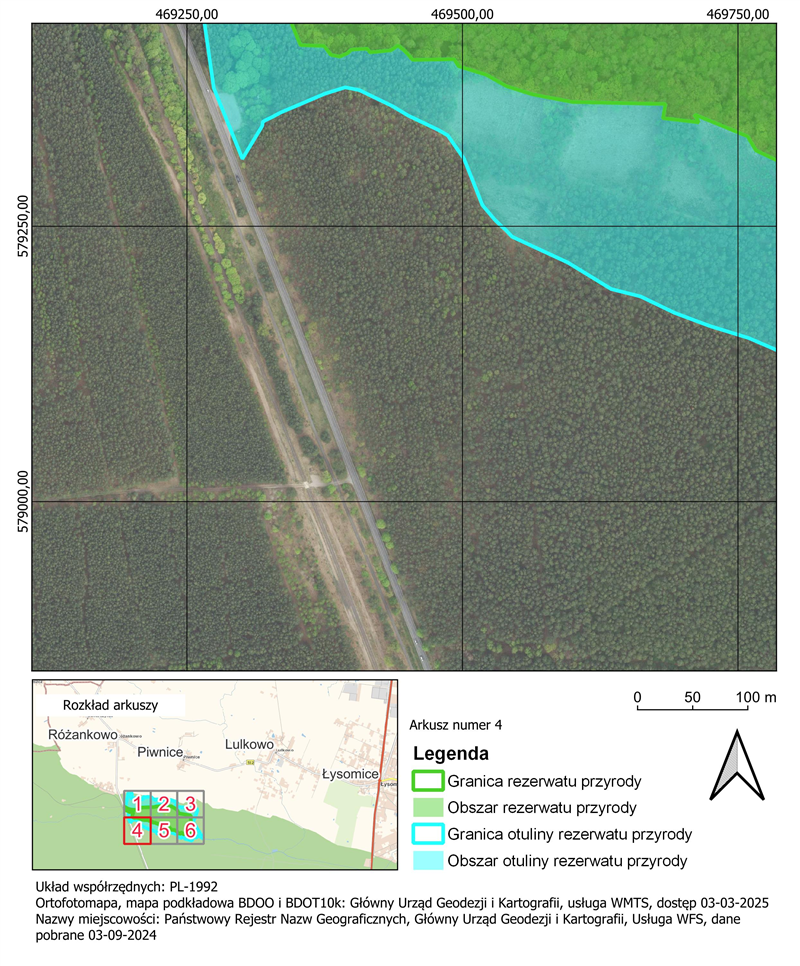 469250,00 469500,00 469750,00
579250,00
579000,00
Rozkład arkuszy
Różankowo
Piwnice
Piwnice
Lulkowo
Łysomice
1 2 3
4 5 6
0 50 100 m
Arkusz numer 4
Legenda
Granica rezerwatu przyrody
Obszar rezerwatu przyrody
Granica otuliny rezerwatu przyrody
Obszar otuliny rezerwatu przyrody
Układ współrzędnych: PL-1992
Ortofotomapa, mapa podkładowa BDOO i BDOT10k: Główny Urząd Geodezji i Kartografii, usługa WMTS, dostęp 03-03-2025
Nazwy miejscowości: Państwowy Rejestr Nazw Geograficznych, Główny Urząd Geodezji i Kartografii, Usługa WFS, dane
pobrane 03-09-2024